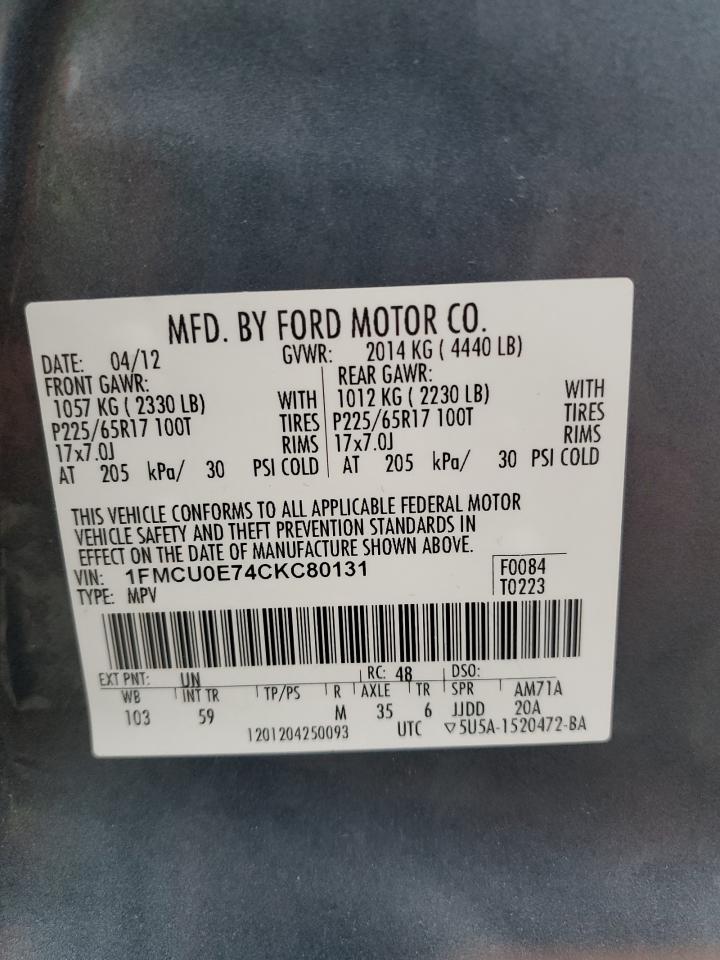 MFD. BY FORD MOTOR CO.
DATE: 04/12 GVWR: 2014 KG ( 4440 LB)
FRONT GAWR: REAR GAWR:
1057 KG ( 2330 LB) WITH 1012 KG ( 2230 LB) WITH
P225/65R17 100T TIRES P225/65R17 100T TIRES
17x7.0J RIMS 17x7.0J RIMS
AT 205 kPa/ 30 PSI COLD AT 205 kPa/ 30 PSI COLD
THIS VEHICLE CONFORMS TO ALL APPLICABLE FEDERAL MOTOR
VEHICLE SAFETY AND THEFT PREVENTION STANDARDS IN
EFFECT ON THE DATE OF MANUFACTURE SHOWN ABOVE.
VIN: 1FMCU0E74CKC80131 F0084
TYPE: MPV T0223
EXT PNT: UN RC: 48 DSO:
WB INT TR TP/PS R AXLE TR SPR AM71A
103 59 M 35 6 JJDD 20A
1201204250093 UTC ▽5U5A-1520472-BA